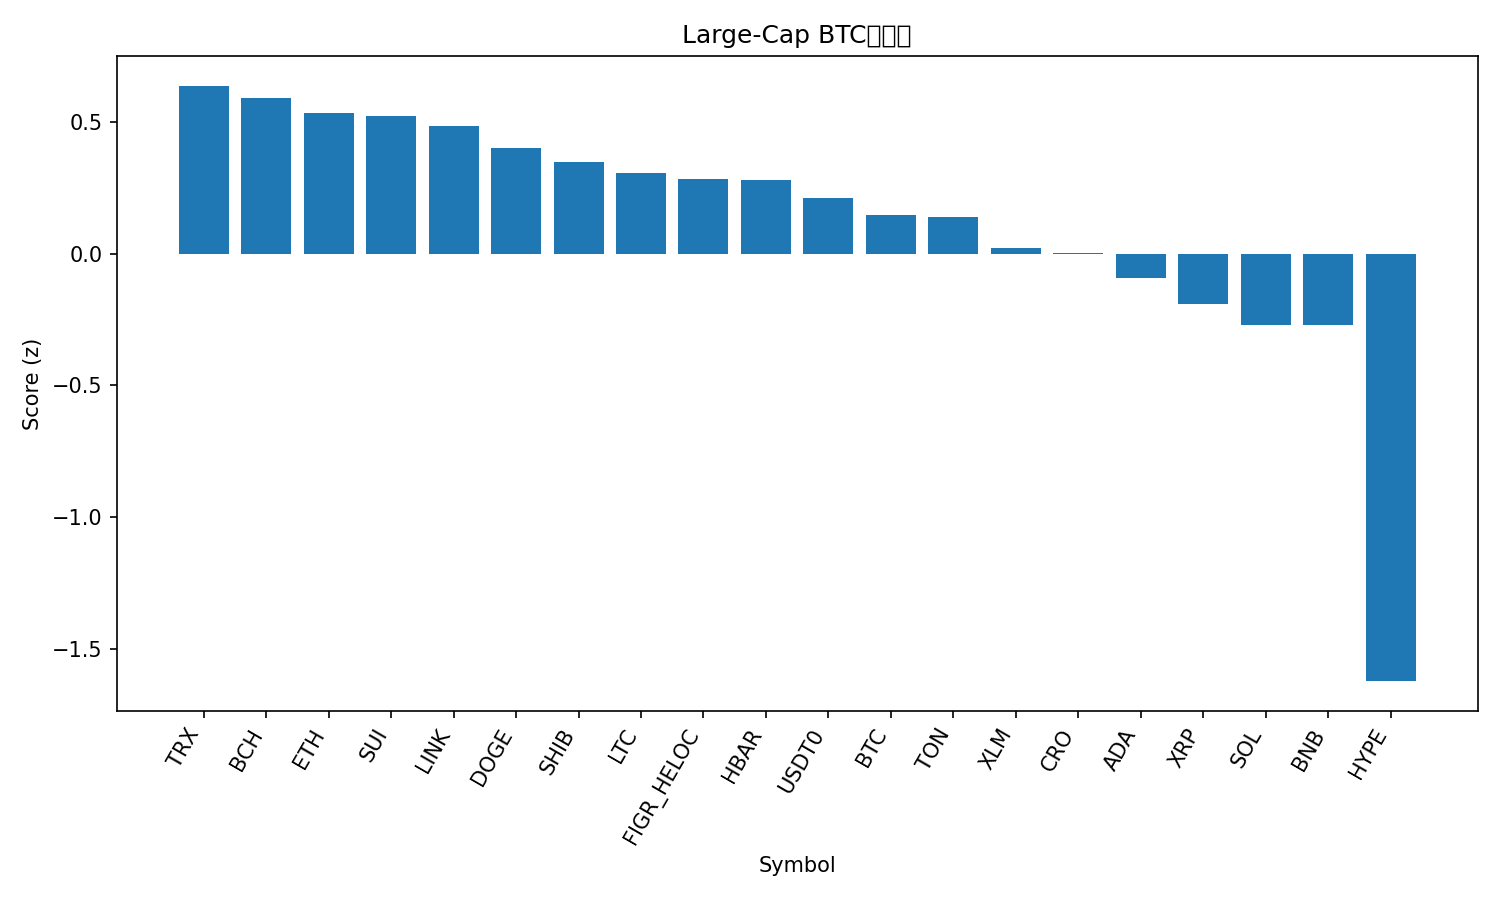 Large-Cap BTC
0.5
0.0
−0.5
−1.0
−1.5
Score (z)
TRX
BCH
ETH
SUI
LINK
DOGE
SHIB
LTC
FIGR_HELOC
HBAR
USDT0
BTC
TON
XLM
CRO
ADA
XRP
SOL
BNB
HYPE
Symbol